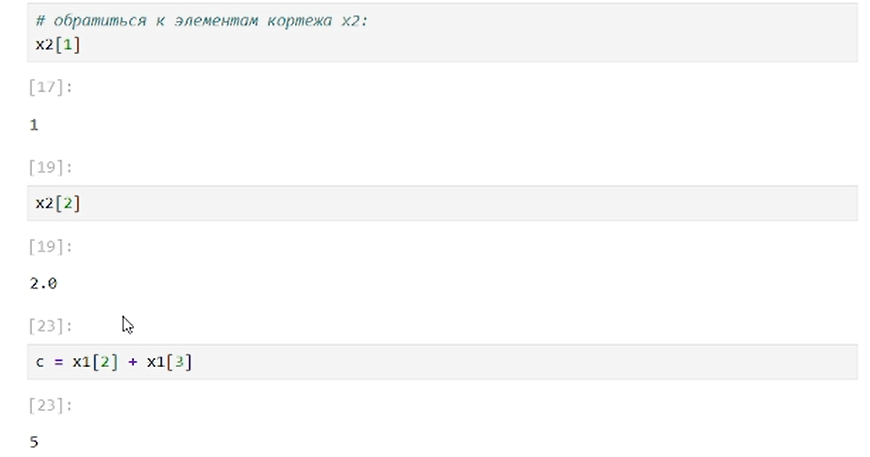 # обратиться к элементам кортежа x2:
x2[1]
[17]:
1
[19]:
x2[2]
[19]:
2.0
[23]:
c = x1[2] + x1[3]
[23]:
5